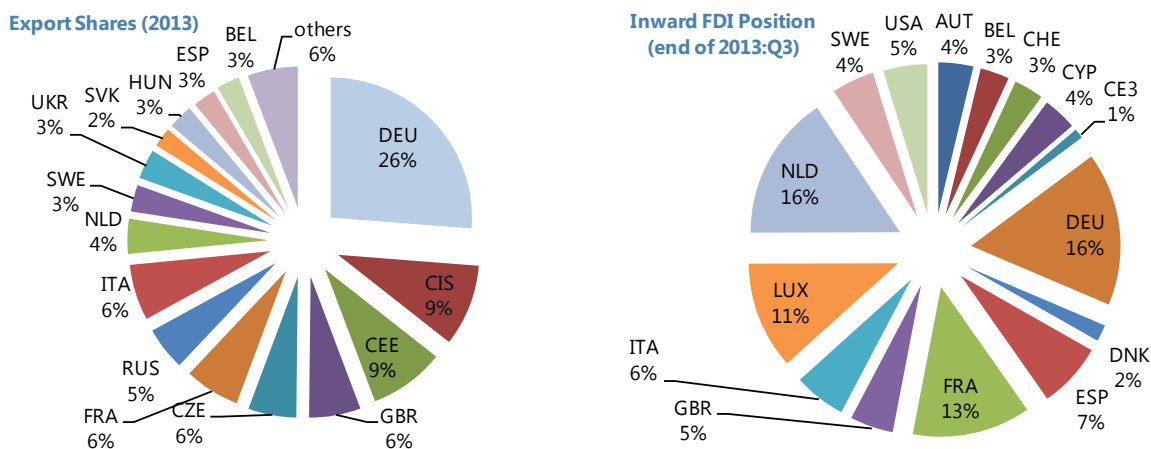 Export Shares (2013)
DEU
26%
CIS
9%
CEE
9%
GBR
6%
CZE
6%
FRA
6%
RUS
5%
ITA
6%
NLD
4%
SWE
3%
UKR
3%
SVK
2%
HUN
3%
ESP
3%
BEL
3%
others
6%
Inward FDI Position
(end of 2013:Q3)
AUT
4%
BEL
3%
CHE
3%
CYP
4%
CE3
1%
DEU
16%
DNK
2%
ESP
7%
FRA
13%
GBR
5%
ITA
6%
LUX
11%
NLD
16%
SWE
4%
USA
5%